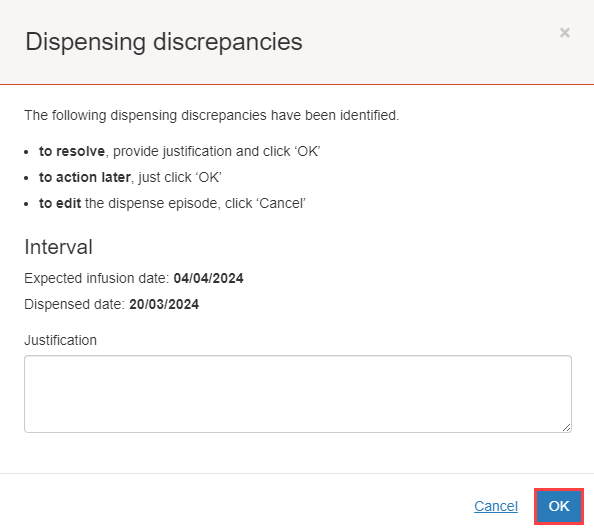 Dispensing discrepancies
×
The following dispensing discrepancies have been identified.
• to resolve, provide justification and click ‘OK’
• to action later, just click ‘OK’
• to edit the dispense episode, click ‘Cancel’
Interval
Expected infusion date: 04/04/2024
Dispensed date: 20/03/2024
Justification
Cancel OK